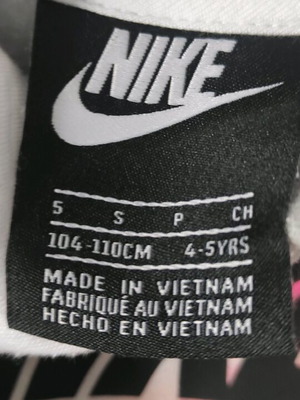 NIKE
5 S P CH
104-110CM 4-5YRS
MADE IN VIETNAM
FABRIQUÉ AU VIETNAM
HECHO EN VIETNAM